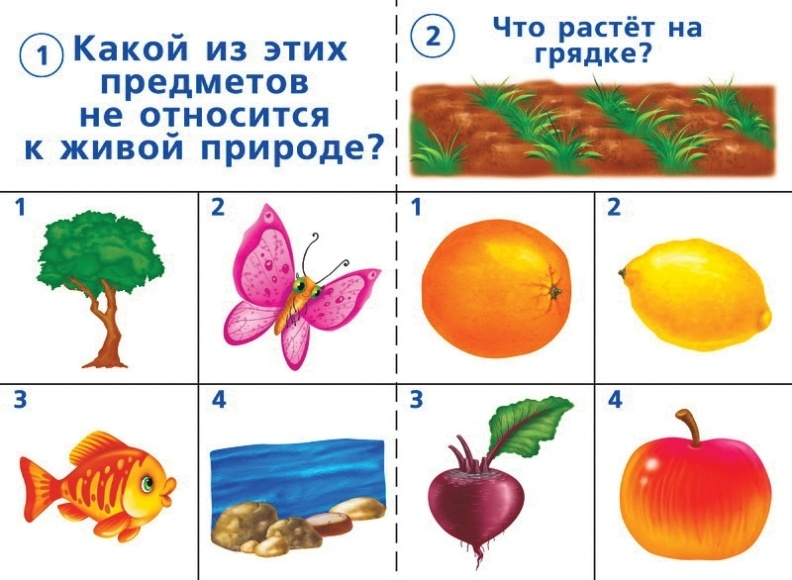 1 Какой из этих
предметов
не относится
к живой природе?
1
2
3
4
2 Что растёт на
грядке?
1
2
3
4